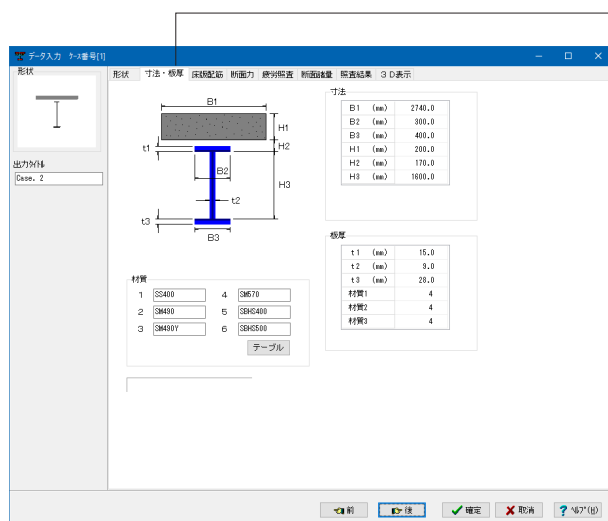 データ入力 ケース番号[1]
形状
出力タイトル
Case. 2
形状 寸法・板厚 床版配筋 断面力 疲労照査 断面諸量 照査結果 3D表示
B1
H1
t1
H2
B2
H3
t2
t3
B3
寸法
B1 (mm) 2740.0
B2 (mm) 300.0
B3 (mm) 400.0
H1 (mm) 200.0
H2 (mm) 170.0
H3 (mm) 1600.0
板厚
t1 (mm) 15.0
t2 (mm) 9.0
t3 (mm) 28.0
材質1 4
材質2 4
材質3 4
材質
1 SS400 4 SM570
2 SM490 5 SBHS400
3 SM490Y 6 SBHS500
テーブル
前 後 確定 取消 ? ヘルプ(H)